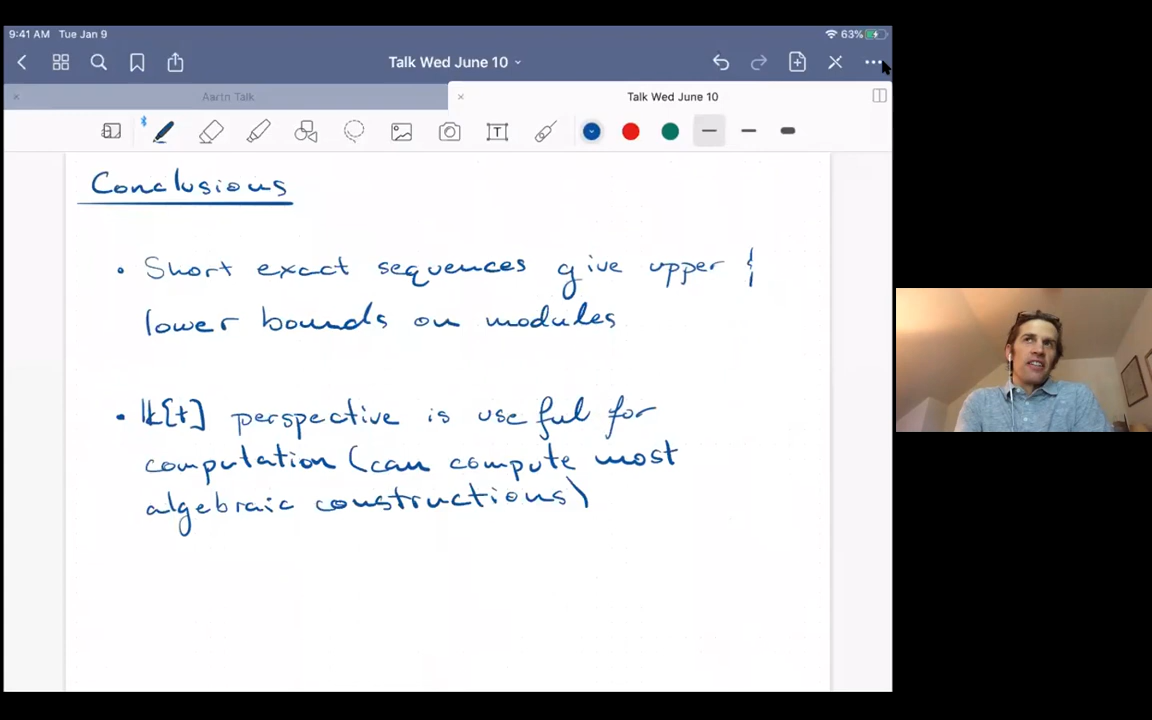 9:41 AM Tue Jan 9
63%
Talk Wed June 10
Aartn Talk
Talk Wed June 10
T
Conclusions
• Short exact sequences give upper &
lower bounds on modules
• 𝕜[t] perspective is useful for
computation (can compute most
algebraic constructions)